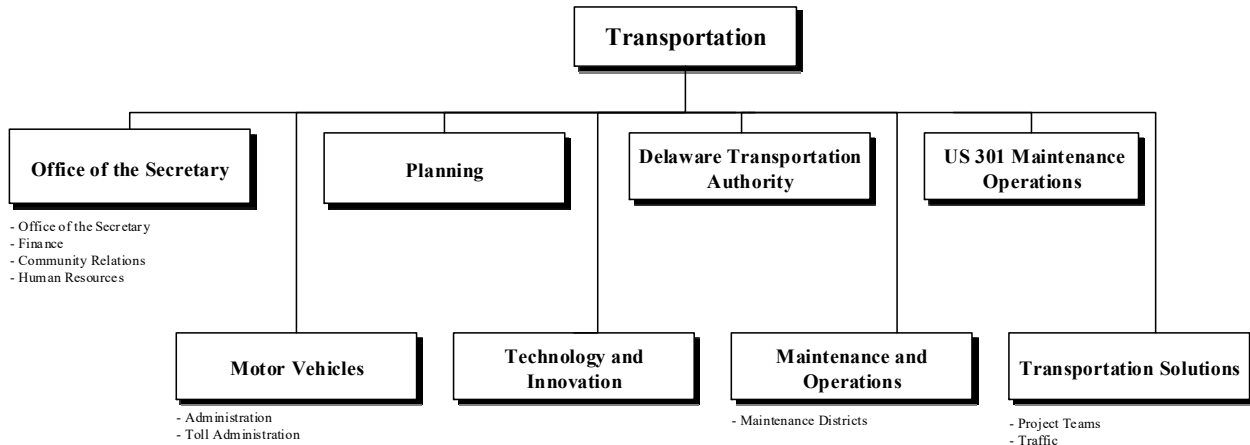 Transportation
Office of the Secretary
- Office of the Secretary
- Finance
- Community Relations
- Human Resources
Planning
Delaware Transportation
Authority
US 301 Maintenance
Operations
Motor Vehicles
- Administration
- Toll Administration
Technology and
Innovation
Maintenance and
Operations
- Maintenance Districts
Transportation Solutions
- Project Teams
- Traffic